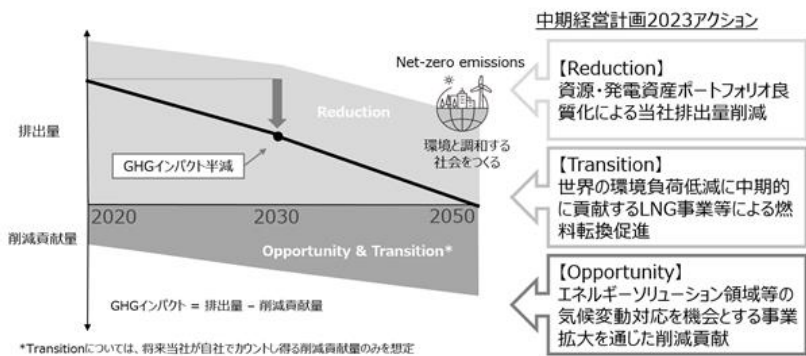 中期経営計画2023アクション
Net-zero emissions
Reduction
排出量
環境と調和する
社会をつくる
GHGインパクト半減
2020
2030
2050
削減貢献量
Opportunity & Transition*
GHGインパクト = 排出量 − 削減貢献量
*Transitionについては、将来当社が自社でカウントし得る削減貢献量のみを想定
【Reduction】
資源・発電資産ポートフォリオ良
質化による当社排出量削減
【Transition】
世界の環境負荷低減に中期的
に貢献するLNG事業等による燃
料転換促進
【Opportunity】
エネルギーソリューション領域等の
気候変動対応を機会とする事業
拡大を通じた削減貢献